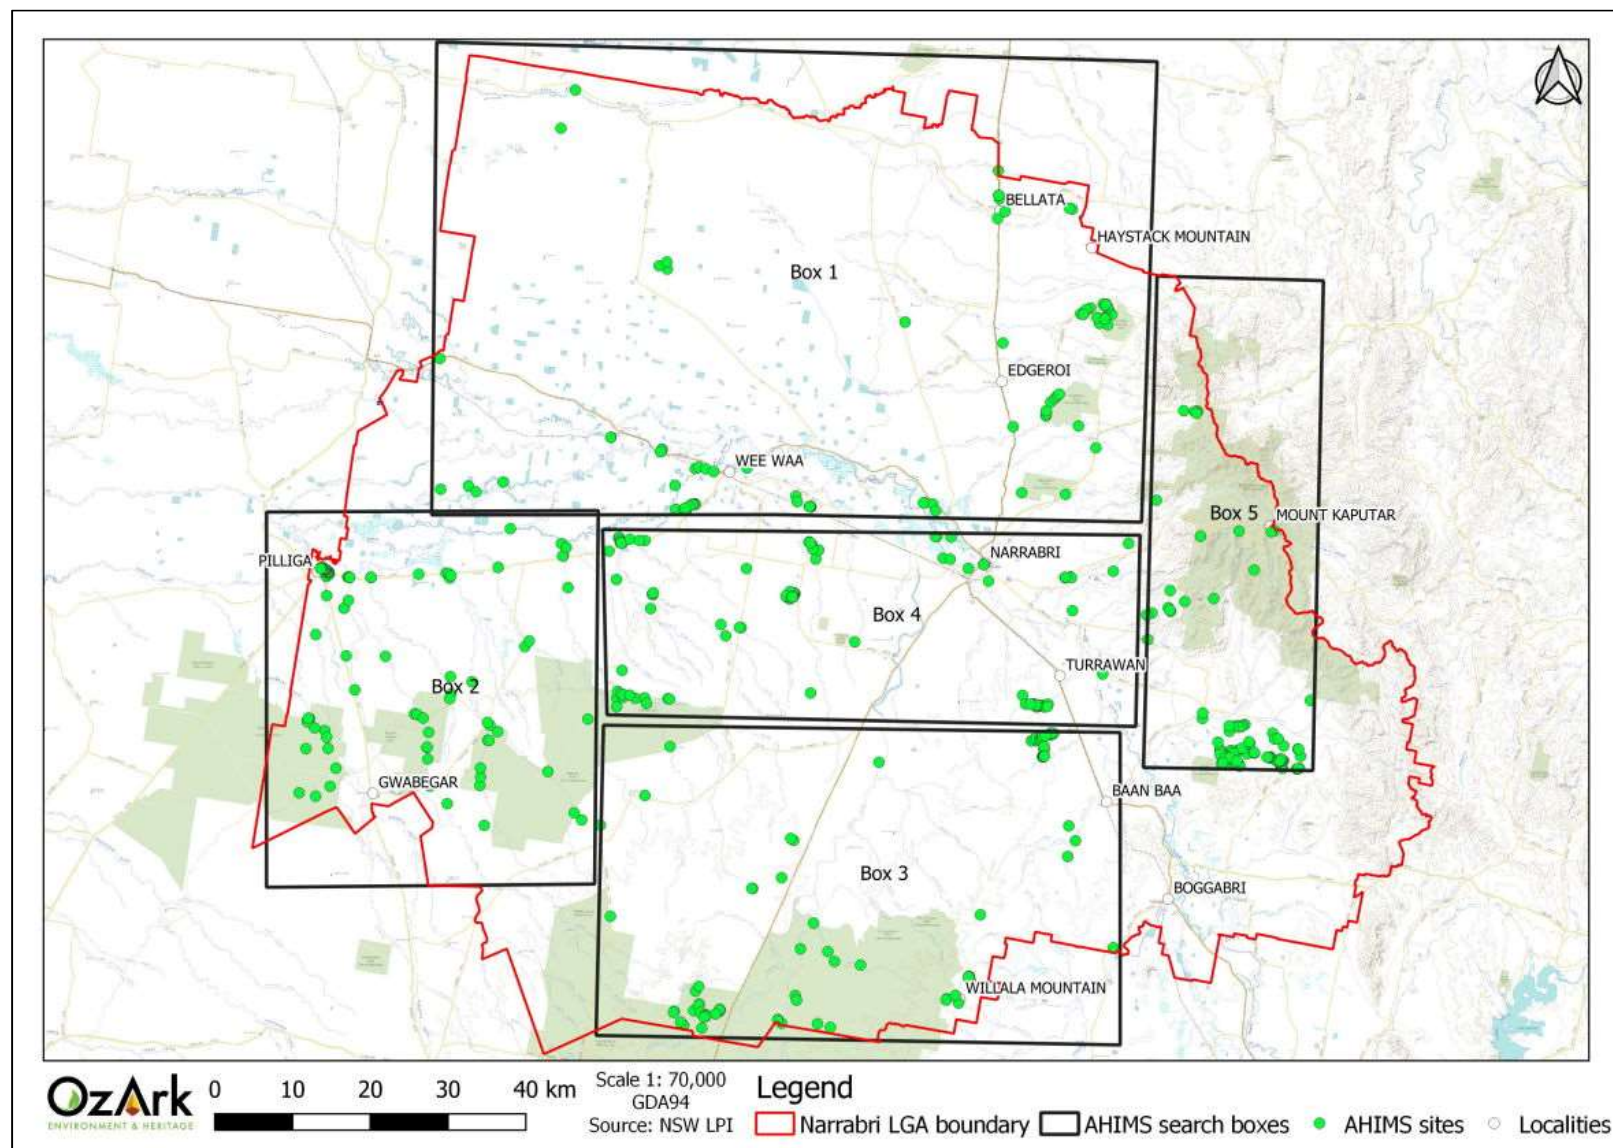 BELLATA
HAYSTACK MOUNTAIN
Box 1
EDGEROI
WEE WAA
Box 5
MOUNT KAPUTAR
PILLIGA
NARRABRI
Box 4
TURRAWAN
Box 2
GWABEGAR
BAAN BAA
Box 3
BOGGABRI
WILLALA MOUNTAIN
OzArk
ENVIRONMENT & HERITAGE
0 10 20 30 40 km
Scale 1: 70,000
GDA94
Source: NSW LPI
Legend
Narrabri LGA boundary
AHIMS search boxes
AHIMS sites
Localities